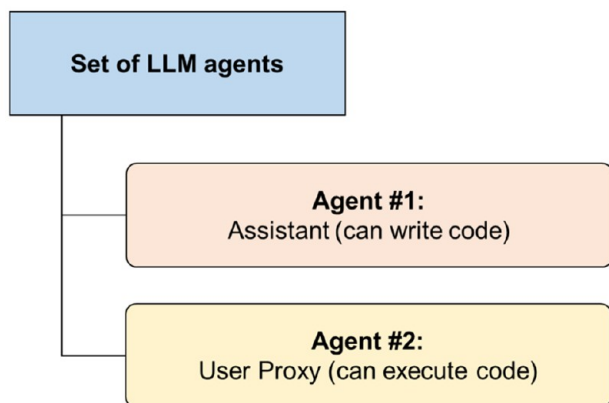 Set of LLM agents
Agent #1:
Assistant (can write code)
Agent #2:
User Proxy (can execute code)